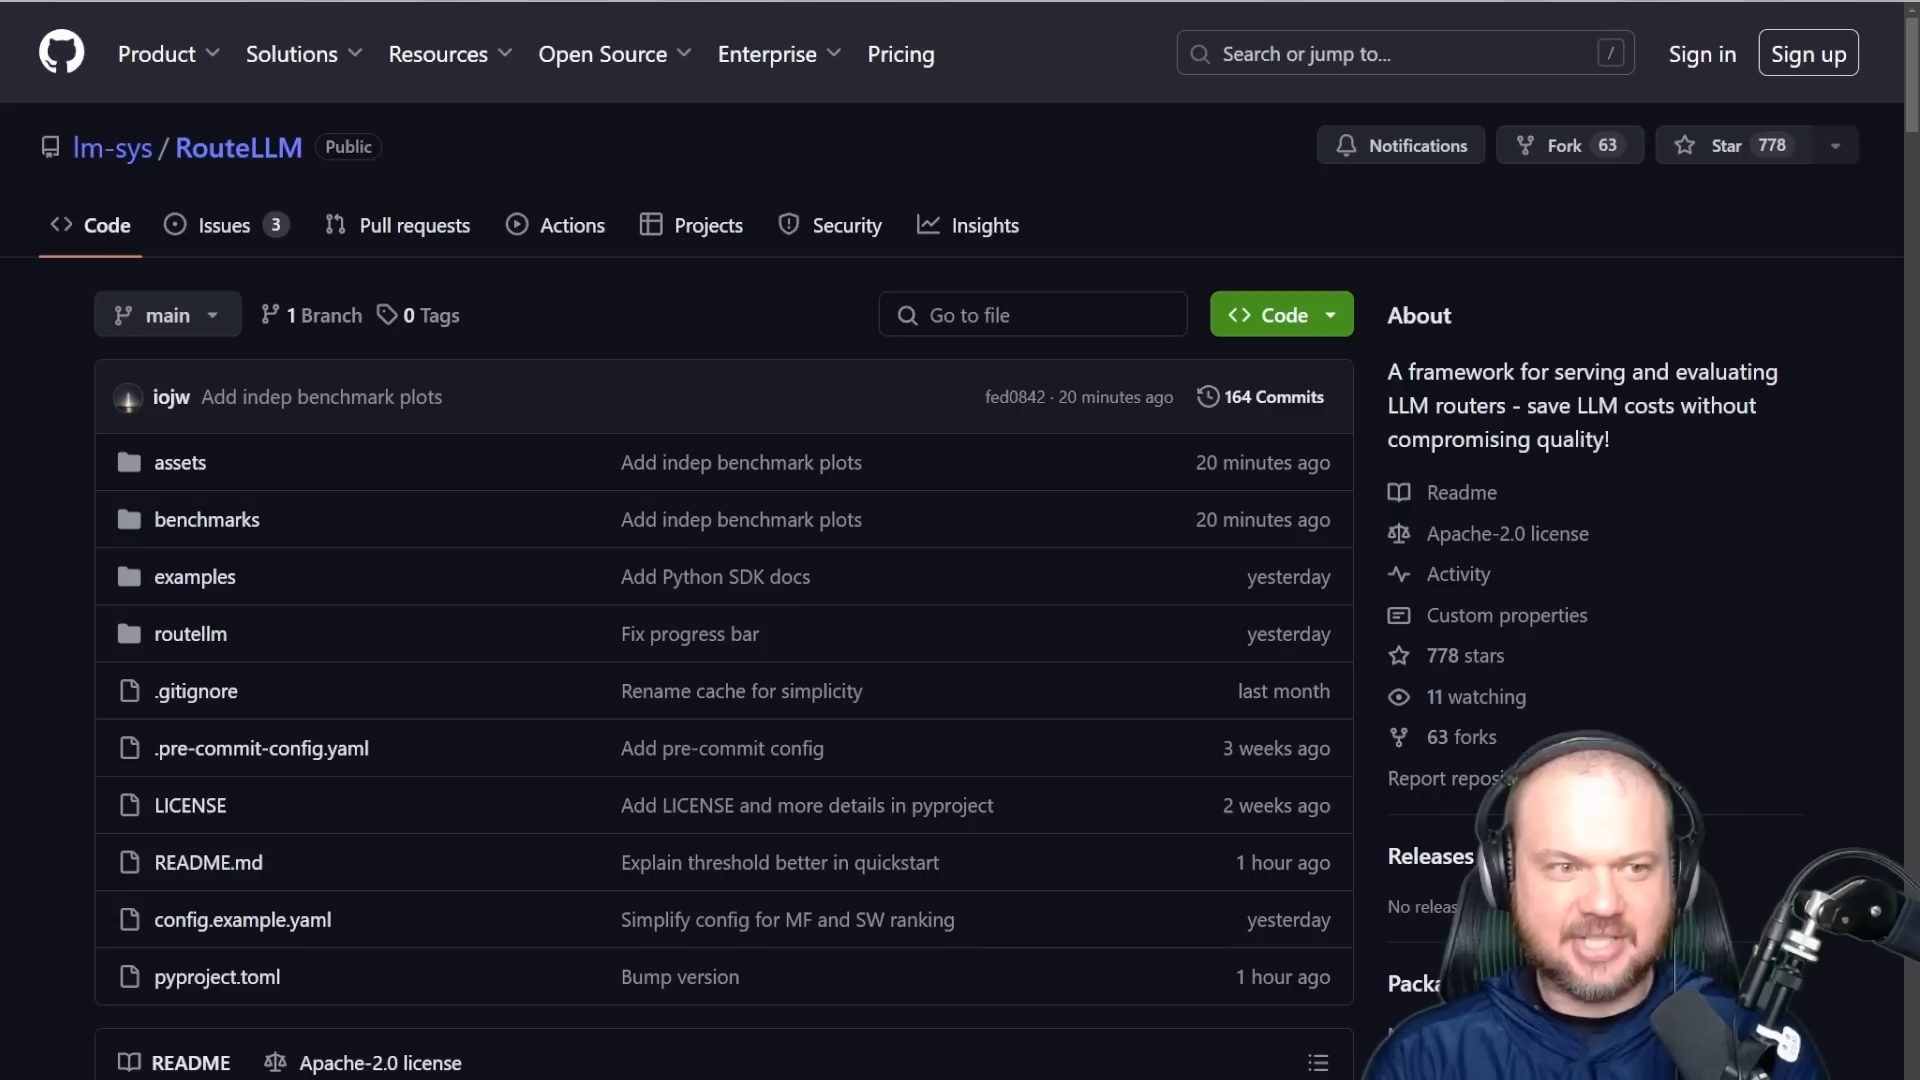 Product Solutions Resources Open Source Enterprise Pricing Search or jump to... / Sign in Sign up
lm-sys / RouteLLM Public Notifications Fork 63 Star 778
Code Issues 3 Pull requests Actions Projects Security Insights
main 1 Branch 0 Tags Go to file Code
iojw Add indep benchmark plots fed0842 · 20 minutes ago 164 Commits
assets Add indep benchmark plots 20 minutes ago
benchmarks Add indep benchmark plots 20 minutes ago
examples Add Python SDK docs yesterday
routellm Fix progress bar yesterday
.gitignore Rename cache for simplicity last month
.pre-commit-config.yaml Add pre-commit config 3 weeks ago
LICENSE Add LICENSE and more details in pyproject 2 weeks ago
README.md Explain threshold better in quickstart 1 hour ago
config.example.yaml Simplify config for MF and SW ranking yesterday
pyproject.toml Bump version 1 hour ago
README Apache-2.0 license
About
A framework for serving and evaluating
LLM routers - save LLM costs without
compromising quality!
Readme
Apache-2.0 license
Activity
Custom properties
778 stars
11 watching
63 forks
Report
Releases
No